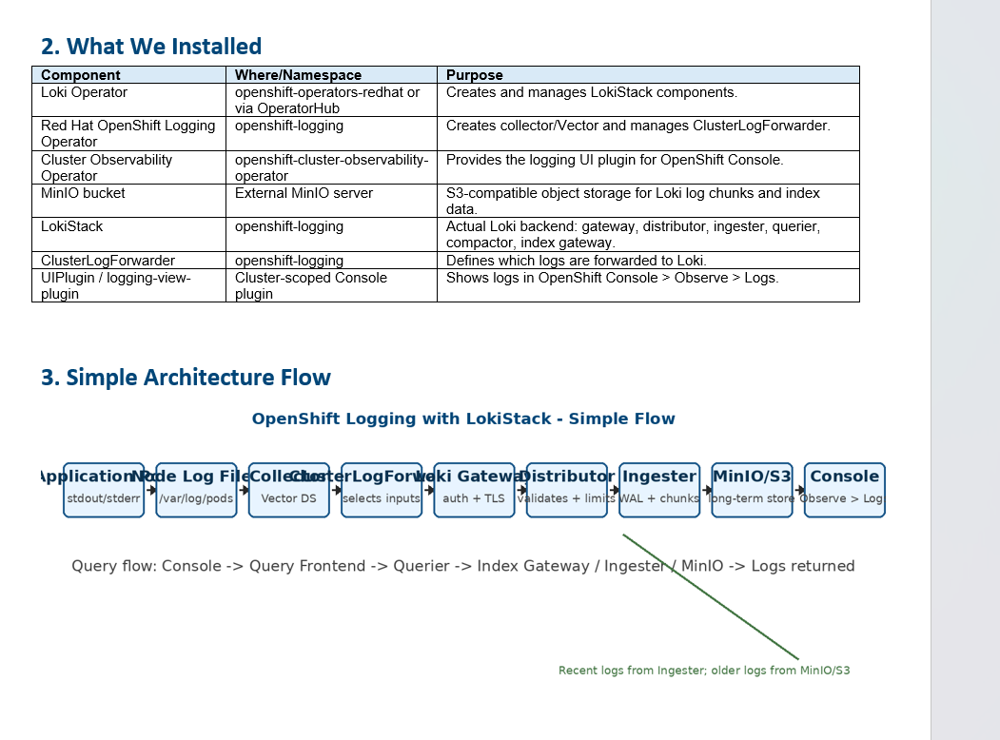 2. What We Installed
Component Where/Namespace Purpose
Loki Operator openshift-operators-redhat or Creates and manages LokiStack components.
via OperatorHub
Red Hat OpenShift Logging openshift-logging Creates collector/Vector and manages ClusterLogForwarder.
Operator
Cluster Observability openshift-cluster-observability- Provides the logging UI plugin for OpenShift Console.
Operator operator
MinIO bucket External MinIO server S3-compatible object storage for Loki log chunks and index
data.
LokiStack openshift-logging Actual Loki backend: gateway, distributor, ingester, querier,
compactor, index gateway.
ClusterLogForwarder openshift-logging Defines which logs are forwarded to Loki.
UIPlugin / logging-view- Cluster-scoped Console Shows logs in OpenShift Console > Observe > Logs.
plugin plugin
3. Simple Architecture Flow
OpenShift Logging with LokiStack - Simple Flow
Application Node Log File Collector ClusterLogForw Loki Gateway Distributor Ingester MinIO/S3 Console
stdout/stderr /var/log/pods Vector DS selects inputs auth + TLS validates + limits WAL + chunks long-term store Observe > Log
Query flow: Console -> Query Frontend -> Querier -> Index Gateway / Ingester / MinIO -> Logs returned
Recent logs from Ingester; older logs from MinIO/S3